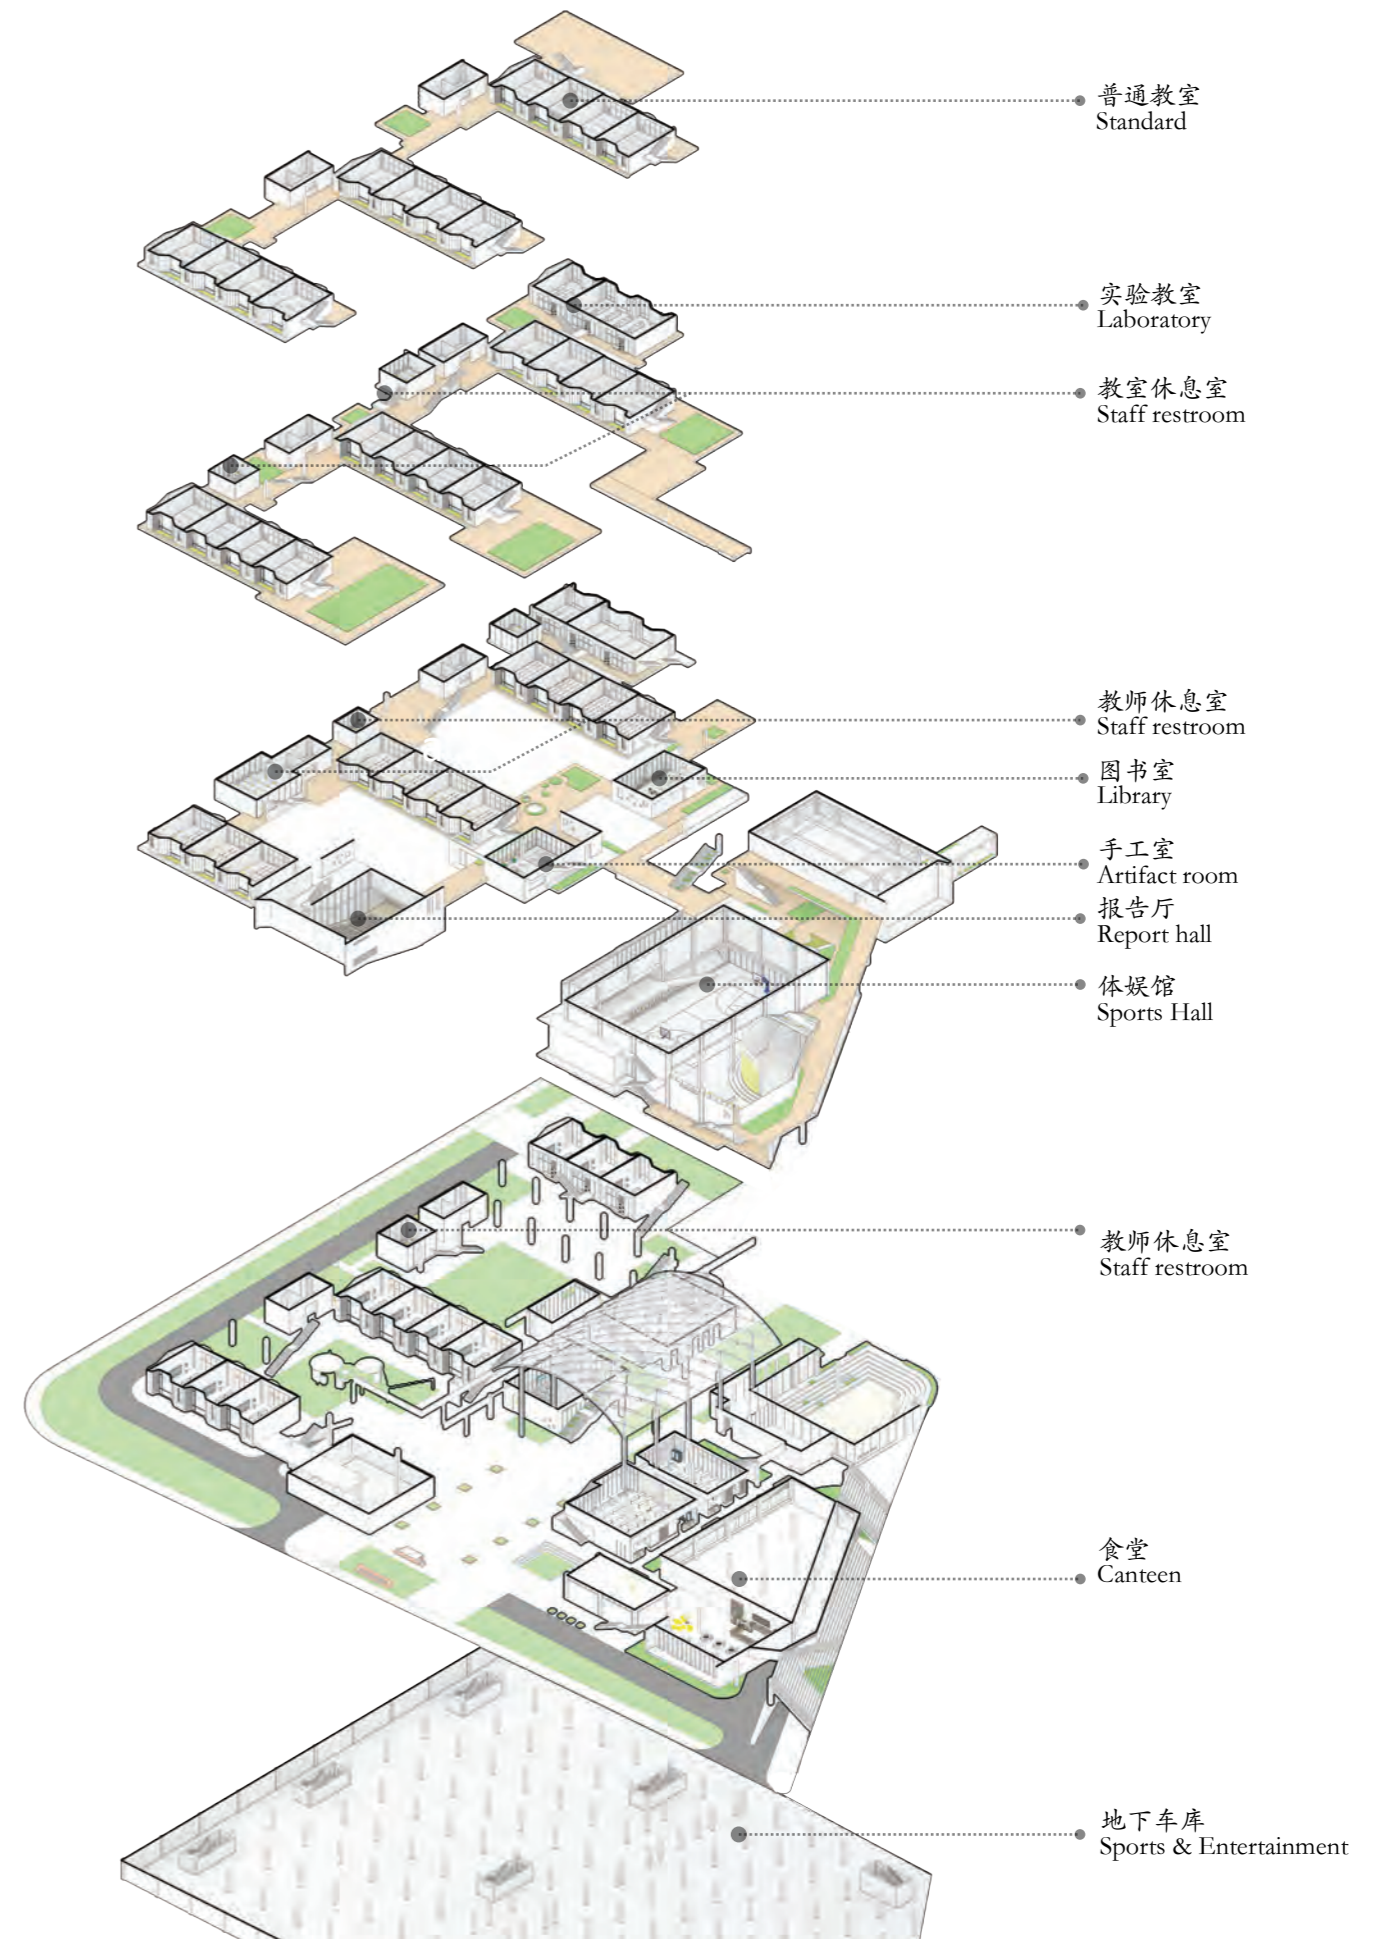 普通教室
Standard
实验教室
Laboratory
教室休息室
Staff restroom
教师休息室
Staff restroom
图书室
Library
手工室
Artifact room
报告厅
Report hall
体娱馆
Sports Hall
教师休息室
Staff restroom
食堂
Canteen
地下车库
Sports & Entertainment